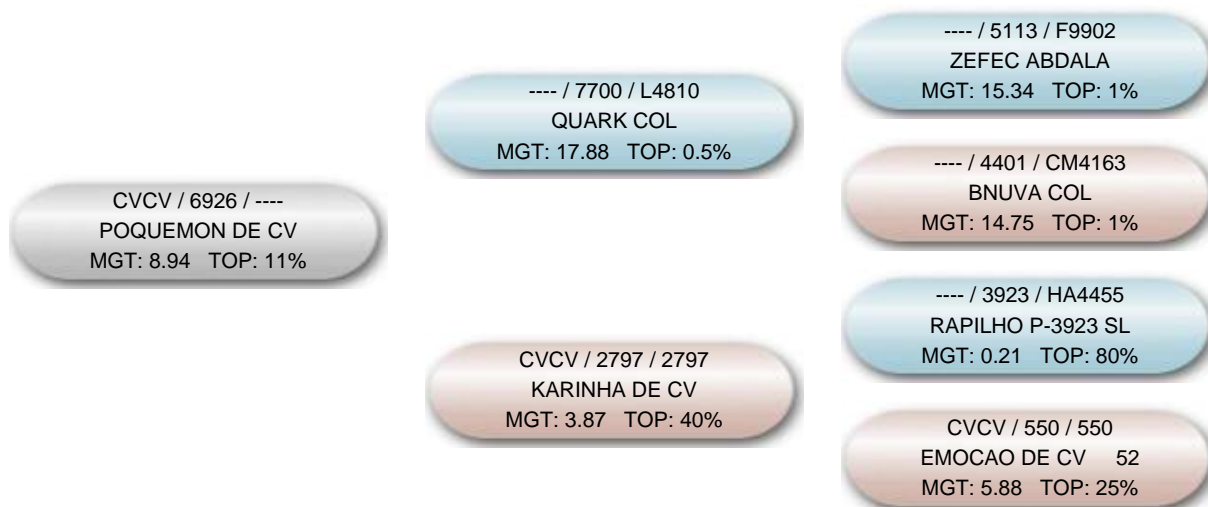 ---- / 5113 / F9902
ZEFEC ABDALA
MGT: 15.34 TOP: 1%
---- / 7700 / L4810
QUARK COL
MGT: 17.88 TOP: 0.5%
---- / 4401 / CM4163
BNUVA COL
MGT: 14.75 TOP: 1%
CVCV / 6926 / ----
POQUEMON DE CV
MGT: 8.94 TOP: 11%
---- / 3923 / HA4455
RAPILHO P-3923 SL
MGT: 0.21 TOP: 80%
CVCV / 2797 / 2797
KARINHA DE CV
MGT: 3.87 TOP: 40%
CVCV / 550 / 550
EMOCAO DE CV 52
MGT: 5.88 TOP: 25%